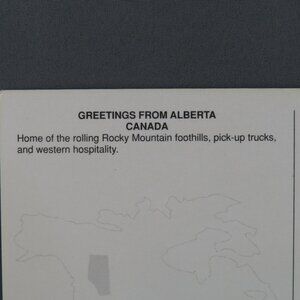 GREETINGS FROM ALBERTA
CANADA
Home of the rolling Rocky Mountain foothills, pick-up trucks,
and western hospitality.